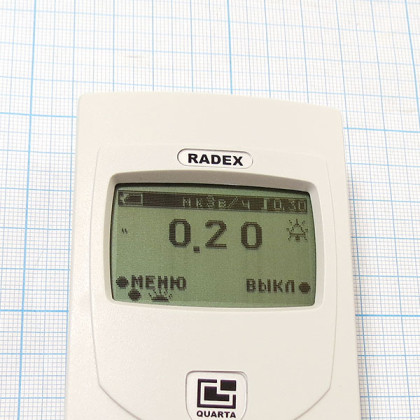 RADEX
мкЗв/ч 0.30
0.20
МЕНЮ ВЫКЛ
QUARTA